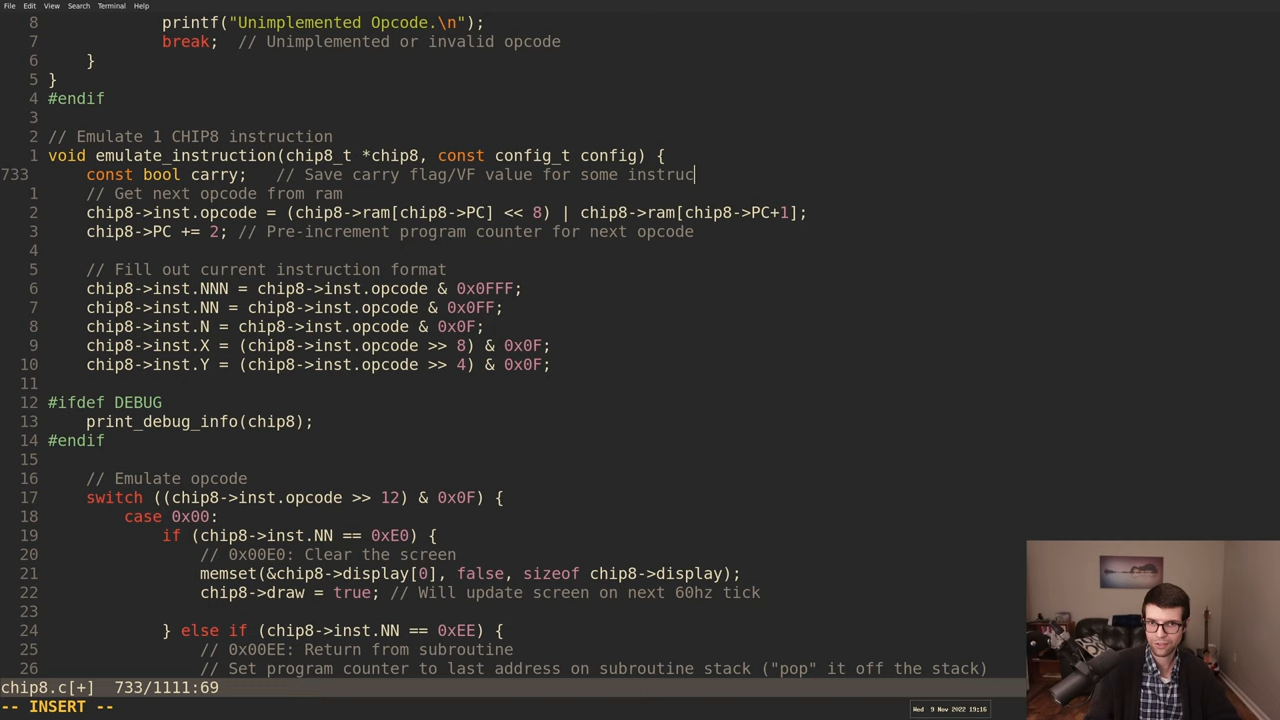 File Edit View Search Terminal Help
8 printf("Unimplemented Opcode.\n");
7 break; // Unimplemented or invalid opcode
6 }
5 }
4 #endif
3
2 // Emulate 1 CHIP8 instruction
1 void emulate_instruction(chip8_t *chip8, const config_t config) {
733 const bool carry; // Save carry flag/VF value for some instruc
1 // Get next opcode from ram
2 chip8->inst.opcode = (chip8->ram[chip8->PC] << 8) | chip8->ram[chip8->PC+1];
3 chip8->PC += 2; // Pre-increment program counter for next opcode
4
5 // Fill out current instruction format
6 chip8->inst.NNN = chip8->inst.opcode & 0x0FFF;
7 chip8->inst.NN = chip8->inst.opcode & 0x0FF;
8 chip8->inst.N = chip8->inst.opcode & 0x0F;
9 chip8->inst.X = (chip8->inst.opcode >> 8) & 0x0F;
10 chip8->inst.Y = (chip8->inst.opcode >> 4) & 0x0F;
11
12 #ifdef DEBUG
13 print_debug_info(chip8);
14 #endif
15
16 // Emulate opcode
17 switch ((chip8->inst.opcode >> 12) & 0x0F) {
18 case 0x00:
19 if (chip8->inst.NN == 0xE0) {
20 // 0x00E0: Clear the screen
21 memset(&chip8->display[0], false, sizeof chip8->display);
22 chip8->draw = true; // Will update screen on next 60hz tick
23
24 } else if (chip8->inst.NN == 0xEE) {
25 // 0x00EE: Return from subroutine
26 // Set program counter to last address on subroutine stack ("pop" it off the stack)
chip8.c[+] 733/1111:69
-- INSERT --
Wed 9 Nov 2022 19:16